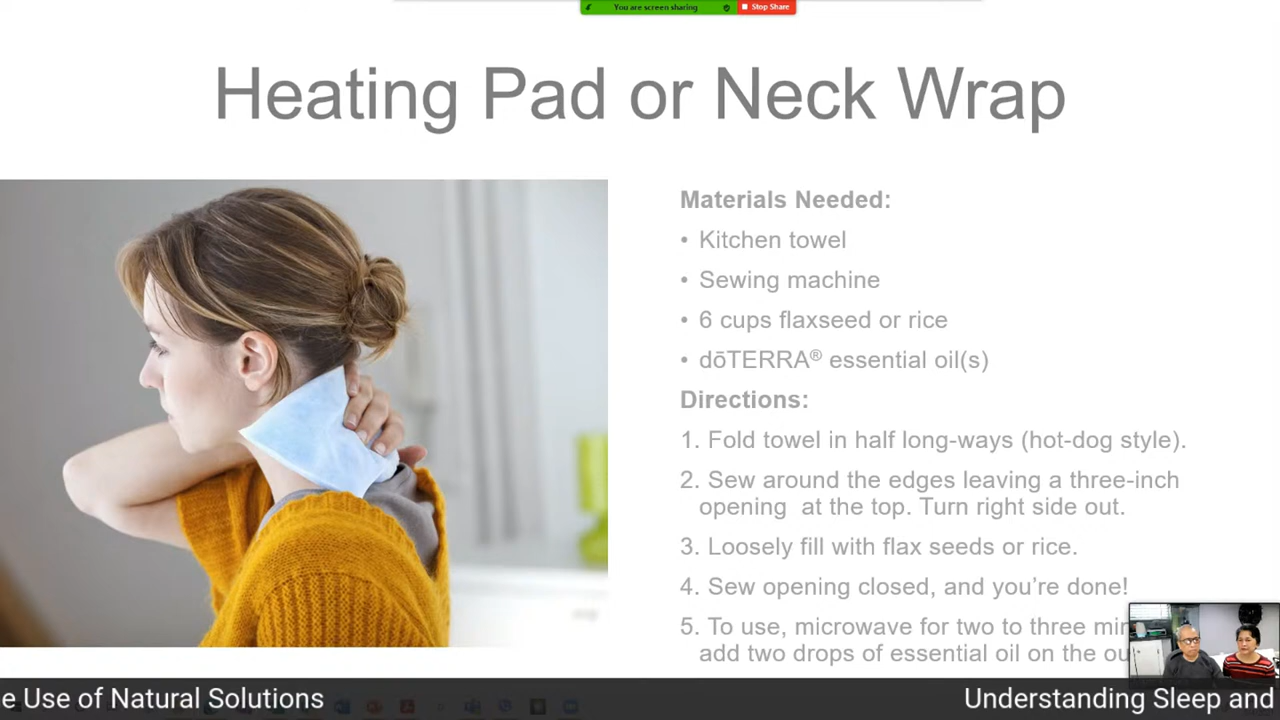 You are screen sharing
Stop Share
Heating Pad or Neck Wrap
Materials Needed:
• Kitchen towel
• Sewing machine
• 6 cups flaxseed or rice
• dōTERRA® essential oil(s)
Directions:
1. Fold towel in half long-ways (hot-dog style).
2. Sew around the edges leaving a three-inch
opening  at the top. Turn right side out.
3. Loosely fill with flax seeds or rice.
4. Sew opening closed, and you’re done!
5. To use, microwave for two to three
add two drops of essential oil on the
e Use of Natural Solutions
Understanding Sleep and